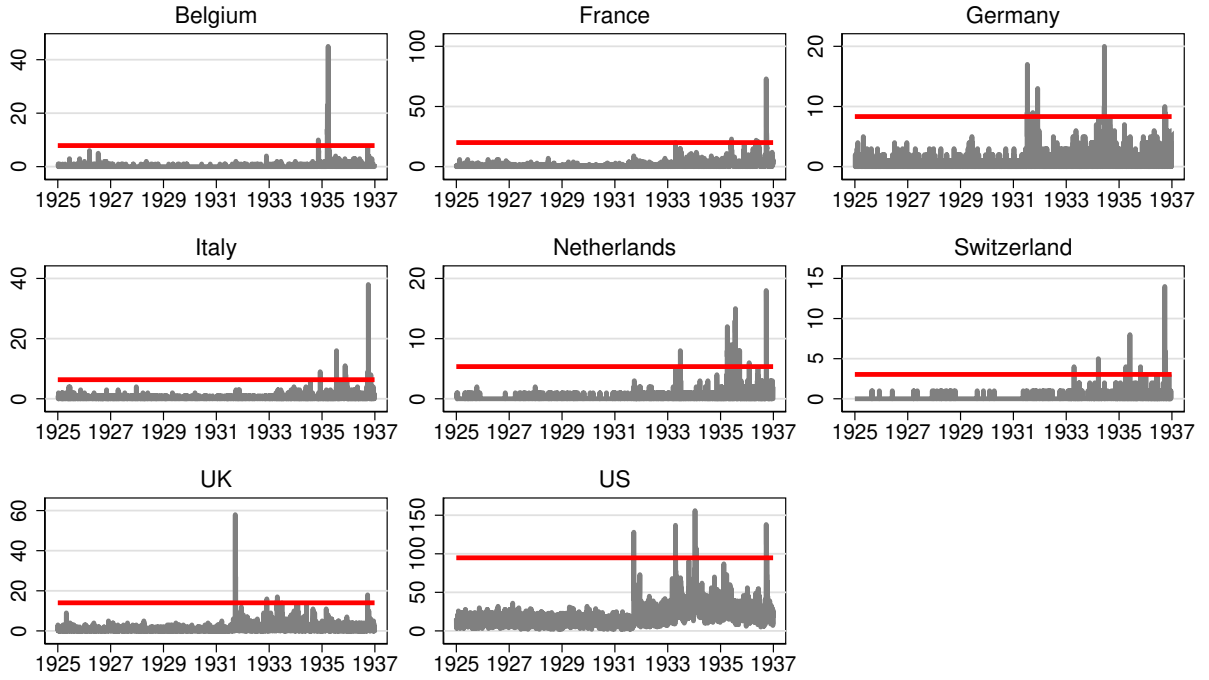 Belgium
0 20 40
1925 1927 1929 1931 1933 1935 1937
France
0 50 100
1925 1927 1929 1931 1933 1935 1937
Germany
0 10 20
1925 1927 1929 1931 1933 1935 1937
Italy
0 20 40
1925 1927 1929 1931 1933 1935 1937
Netherlands
0 10 20
1925 1927 1929 1931 1933 1935 1937
Switzerland
0 5 10 15
1925 1927 1929 1931 1933 1935 1937
UK
0 20 40 60
1925 1927 1929 1931 1933 1935 1937
US
0 50 100 150
1925 1927 1929 1931 1933 1935 1937